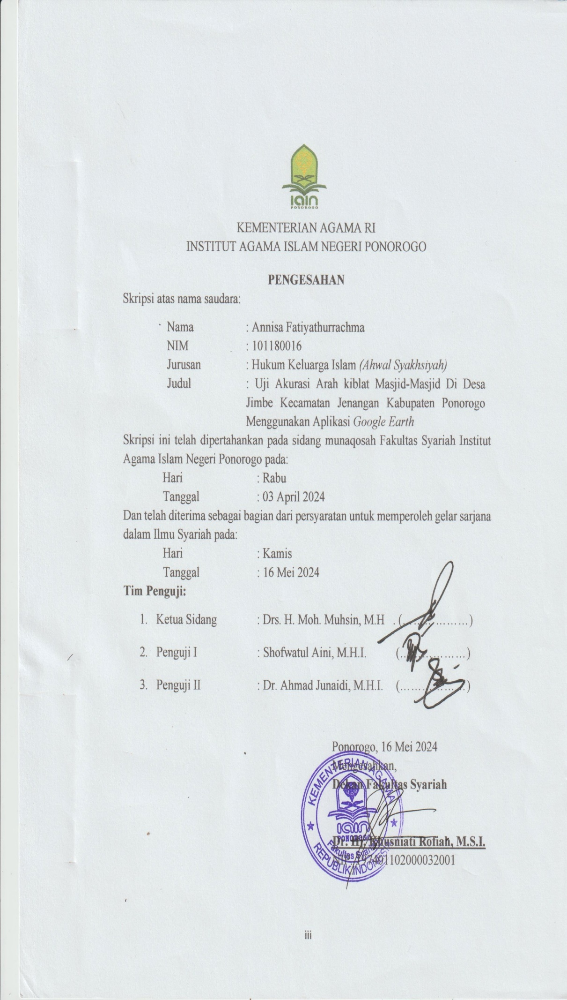 iain
PONOROGO
KEMENTERIAN AGAMA RI
INSTITUT AGAMA ISLAM NEGERI PONOROGO
PENGESAHAN
Skripsi atas nama saudara:
Nama : Annisa Fatiyathurrachma
NIM : 101180016
Jurusan : Hukum Keluarga Islam (Ahwal Syakhsiyah)
Judul : Uji Akurasi Arah kiblat Masjid-Masjid Di Desa
Jimbe Kecamatan Jenangan Kabupaten Ponorogo
Menggunakan Aplikasi Google Earth
Skripsi ini telah dipertahankan pada sidang munaqosah Fakultas Syariah Institut
Agama Islam Negeri Ponorogo pada:
Hari : Rabu
Tanggal : 03 April 2024
Dan telah diterima sebagai bagian dari persyaratan untuk memperoleh gelar sarjana
dalam Ilmu Syariah pada:
Hari : Kamis
Tanggal : 16 Mei 2024
Tim Penguji:
1. Ketua Sidang : Drs. H. Moh. Muhsin, M.H . (....................)
2. Penguji I : Shofwatul Aini, M.H.I. (....................)
3. Penguji II : Dr. Ahmad Junaidi, M.H.I. (....................)
Ponorogo, 16 Mei 2024
Mengesahkan,
Dekan Fakultas Syariah
KEMENTERIAN AGAMA
iain
PONOROGO
Fakultas Syariah
REPUBLIK INDONESIA
Dr. Hj. Khusniati Rofiah, M.S.I.
NIP. 197401102000032001
iii